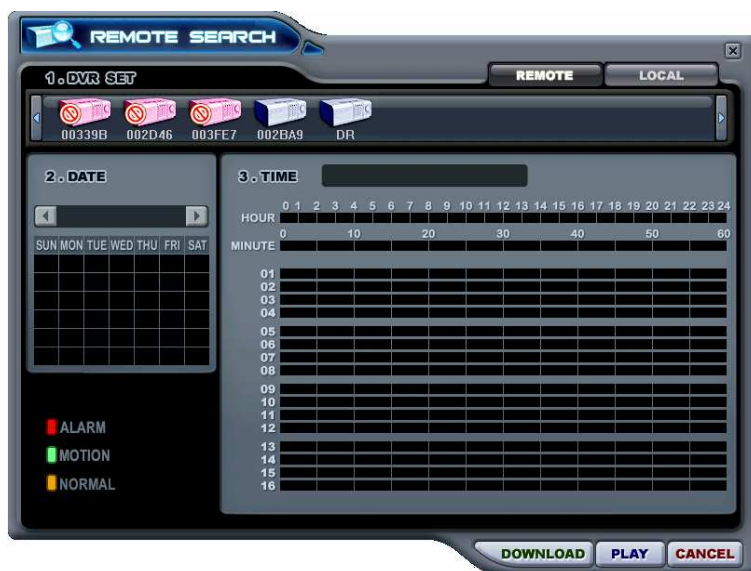 REMOTE SEARCH
1.DVR SET
REMOTE LOCAL
00339B 002D46 003FE7 002BA9 DR
2.DATE
SUN MON TUE WED THU FRI SAT
ALARM
MOTION
NORMAL
3.TIME
0 1 2 3 4 5 6 7 8 9 10 11 12 13 14 15 16 17 18 19 20 21 22 23 24
HOUR
0 10 20 30 40 50 60
MINUTE
01
02
03
04
05
06
07
08
09
10
11
12
13
14
15
16
DOWNLOAD PLAY CANCEL